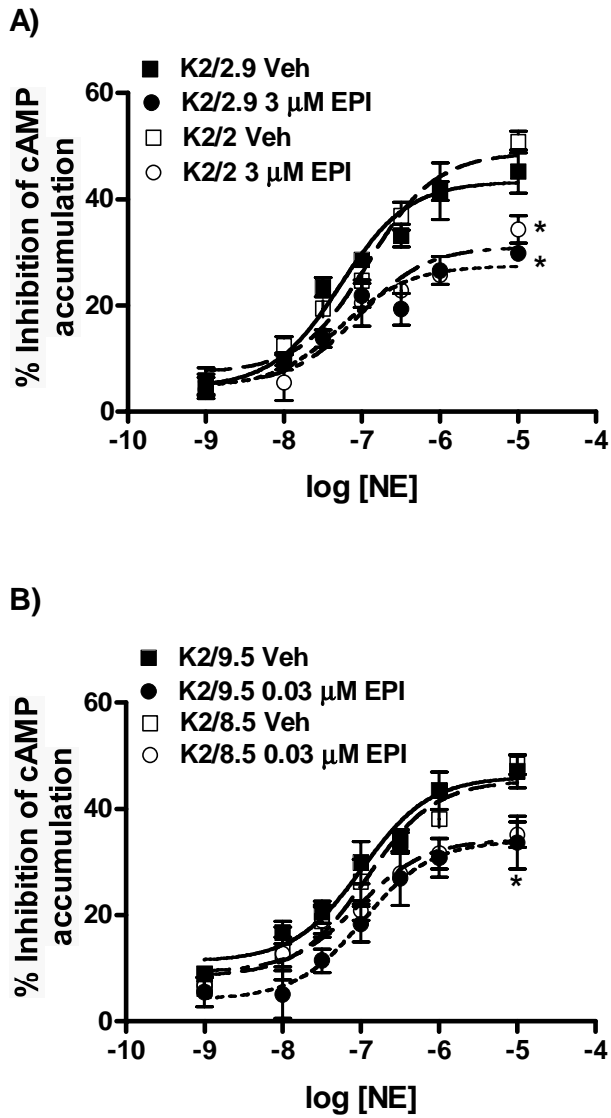 A)
K2/2.9 Veh
K2/2.9 3 μM EPI
K2/2 Veh
K2/2 3 μM EPI
% Inhibition of cAMP
accumulation
60
40
20
0
*
*
-10 -9 -8 -7 -6 -5 -4
log [NE]
B)
K2/9.5 Veh
K2/9.5 0.03 μM EPI
K2/8.5 Veh
K2/8.5 0.03 μM EPI
% Inhibition of cAMP
accumulation
60
40
20
0
*
-10 -9 -8 -7 -6 -5 -4
log [NE]